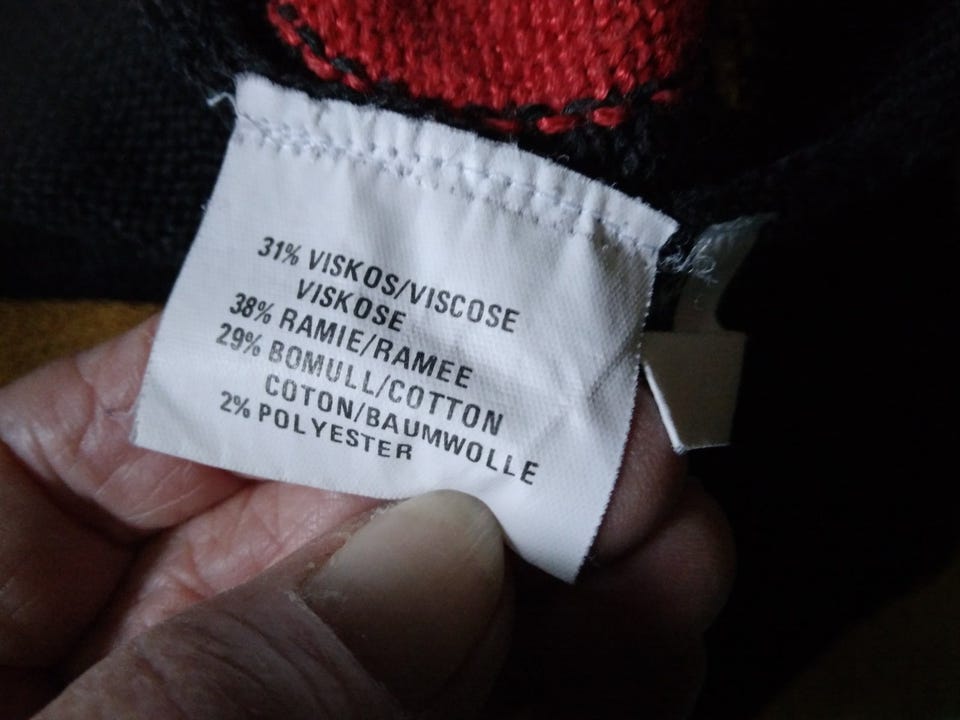 31% VISKOS/VISCOSE
VISKOSE
38% RAMIE/RAMEE
29% BOMULL/COTTON
COTON/BAUMWOLLE
2% POLYESTER